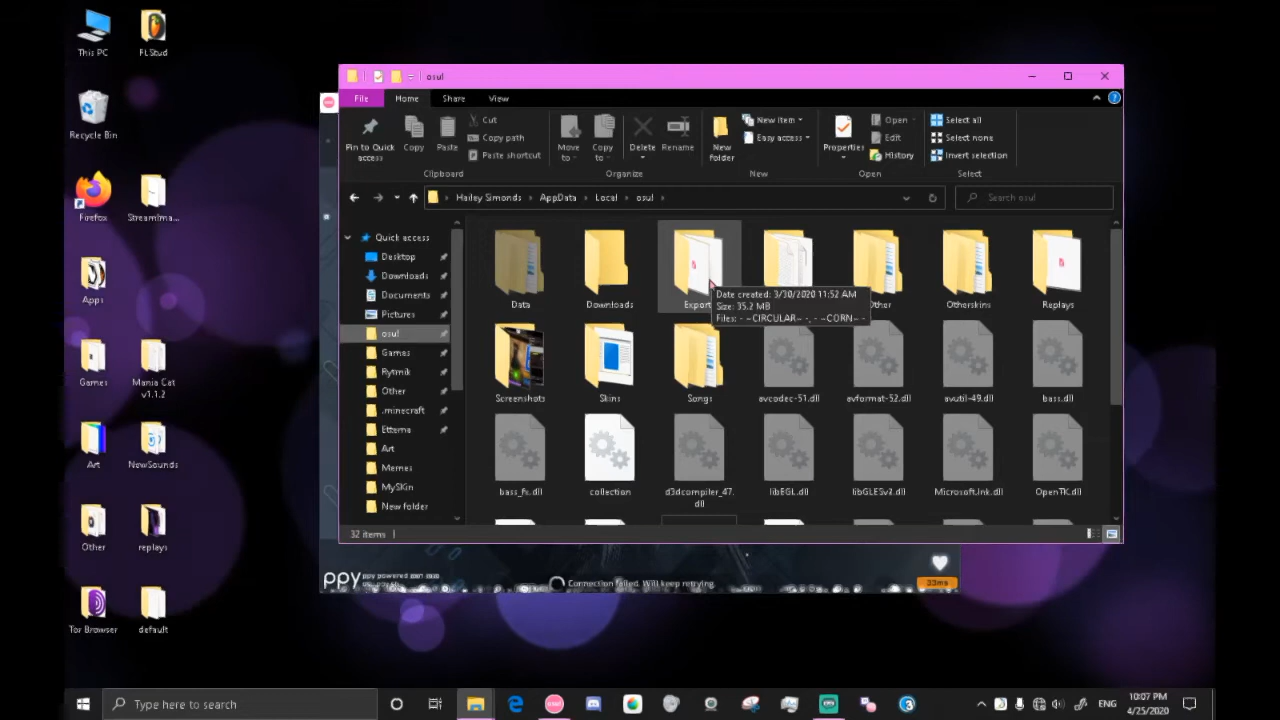 This PC
FLStud
Recycle Bin
Firefox
StreamIma...
Apps
Games
Mania Cat
v1.1.2
Art
NewSounds
Other
replays
Tor Browser
default
osu!
File
Home
Share
View
Pin to Quick
access
Copy
Paste
Cut
Copy path
Paste shortcut
Clipboard
Move
to
Copy
to
Delete
Rename
Organize
New
folder
New item
Easy access
New
Properties
Open
Edit
History
Open
Select all
Select none
Invert selection
Select
Hailey Simonds
AppData
Local
osu!
Search osu!
Quick access
Desktop
Downloads
Documents
Pictures
osu!
Games
Rytmik
Other
.minecraft
Etterna
Art
Memes
MySKin
New folder
Data
Downloads
Export
Other
Otherskins
Replays
Date created: 3/30/2020 11:52 AM
Size: 35.2 MB
Files: - ~CIRCULAR~ -, - ~CORN~ -
Screenshots
Skins
Songs
avcodec-51.dll
avformat-52.dll
avutil-49.dll
bass.dll
bass_fx.dll
collection
d3dcompiler_47.
dll
libEGL.dll
libGLESv2.dll
Microsoft.Ink.dll
OpenTK.dll
32 items
ppy
ppy powered
Connection failed. Will keep retrying.
33ms
Type here to search
ENG
10:07 PM
4/25/2020